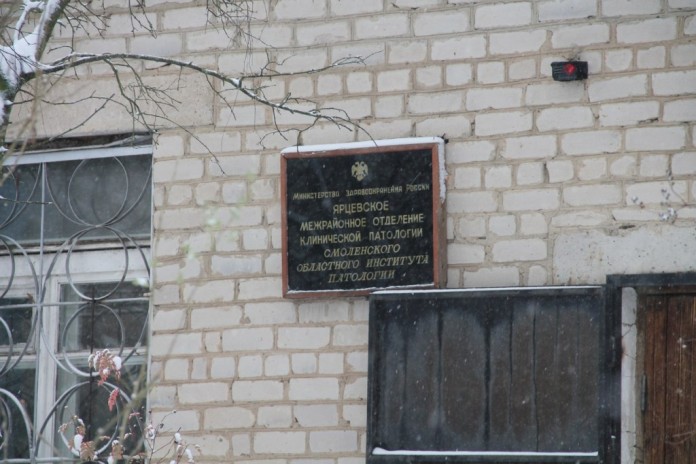 МИНИСТЕРСТВО ЗДРАВООХРАНЕНИЯ РОССИИ
ЯРЦЕВСКОЕ
МЕЖРАЙОННОЕ ОТДЕЛЕНИЕ
КЛИНИЧЕСКОЙ ПАТОЛОГИИ
СМОЛЕНСКОГО
ОБЛАСТНОГО ИНСТИТУТА
ПАТОЛОГИИ